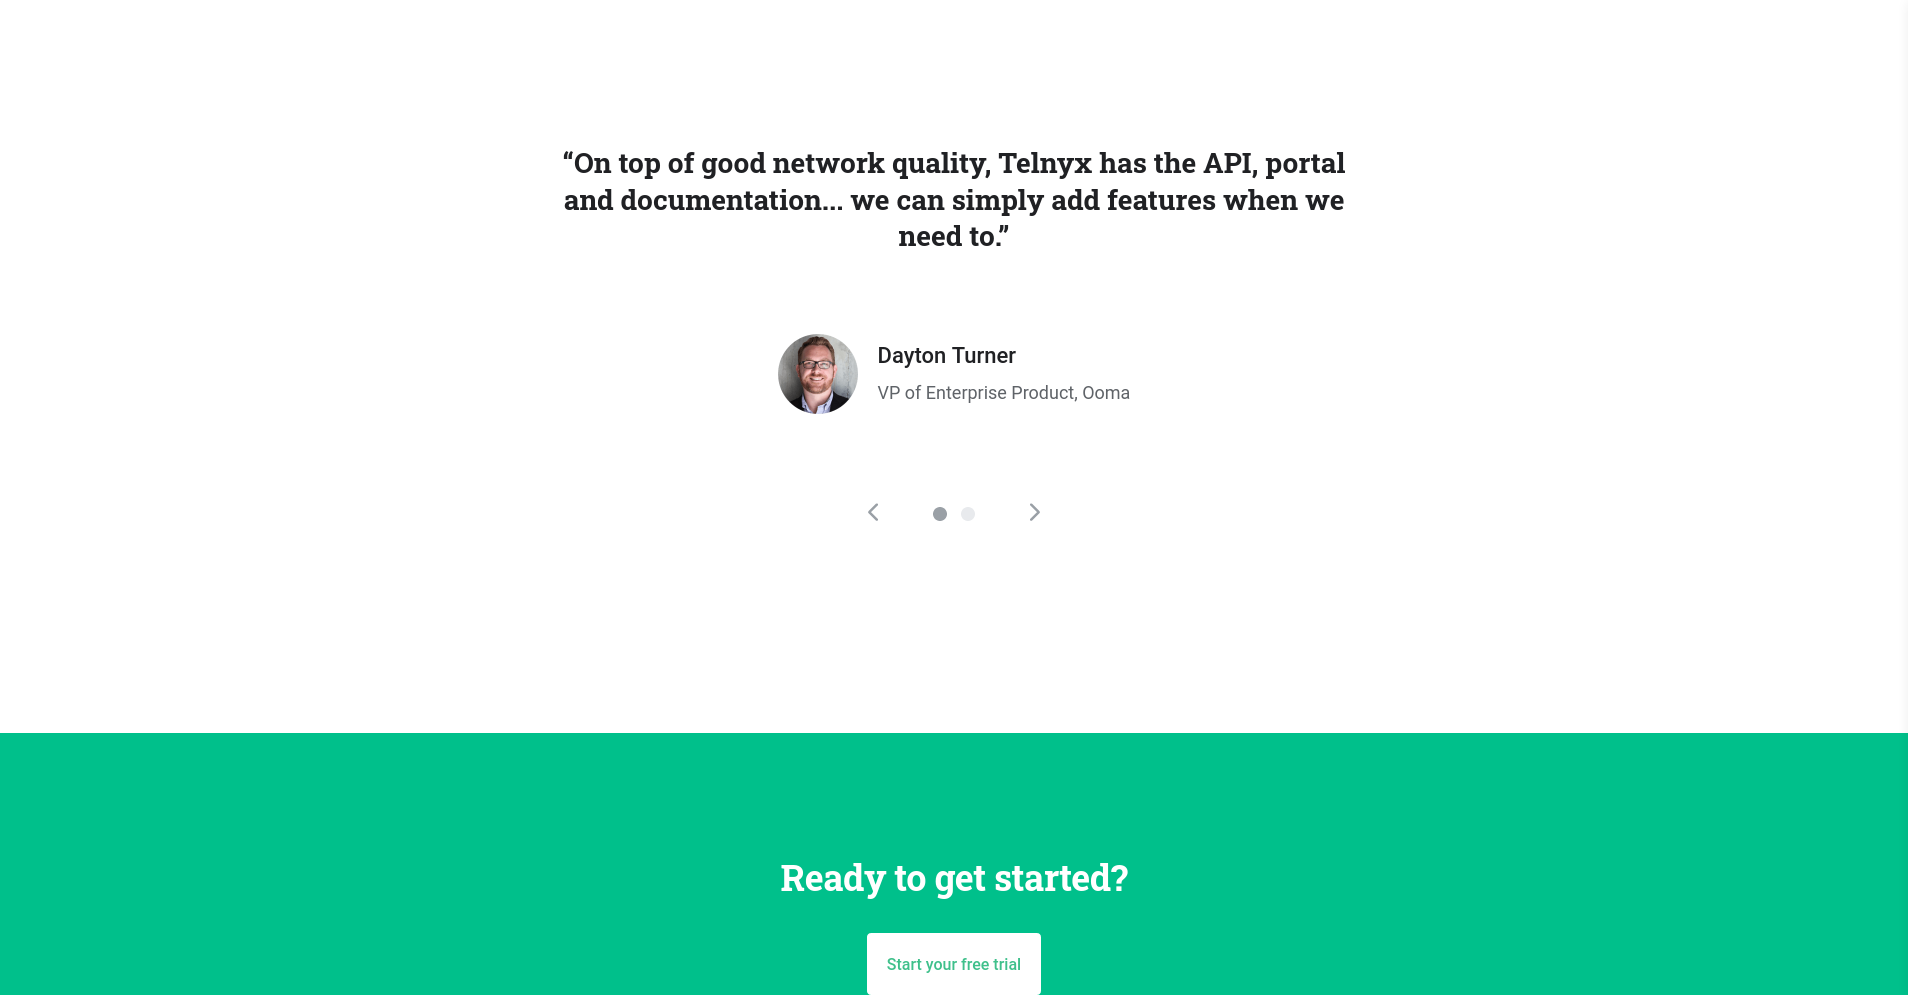 “On top of good network quality, Telnyx has the API, portal
and documentation... we can simply add features when we
need to.”
Dayton Turner
VP of Enterprise Product, Ooma
Ready to get started?
Start your free trial